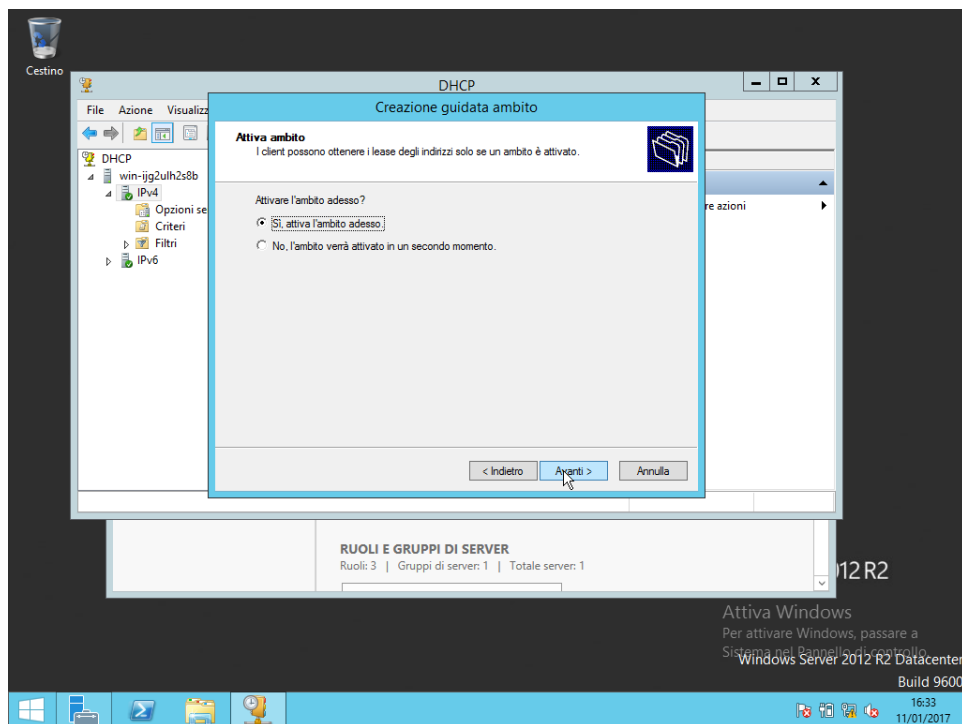 Cestino
DHCP
File Azione Visualizz
Creazione guidata ambito
Attiva ambito
I client possono ottenere i lease degli indirizzi solo se un ambito è attivato.
DHCP
win-ijg2ulh2s8b
IPv4
Opzioni se
Criteri
Filtri
IPv6
re azioni
Attivare l'ambito adesso?
Sì, attiva l'ambito adesso.
No, l'ambito verrà attivato in un secondo momento.
< Indietro
Avanti >
Annulla
RUOLI E GRUPPI DI SERVER
Ruoli: 3 | Gruppi di server: 1 | Totale server: 1
12 R2
Attiva Windows
Per attivare Windows, passare a
Sistema nel Pannello di controllo.
Windows Server 2012 R2 Datacenter
Build 9600
16:33
11/01/2017